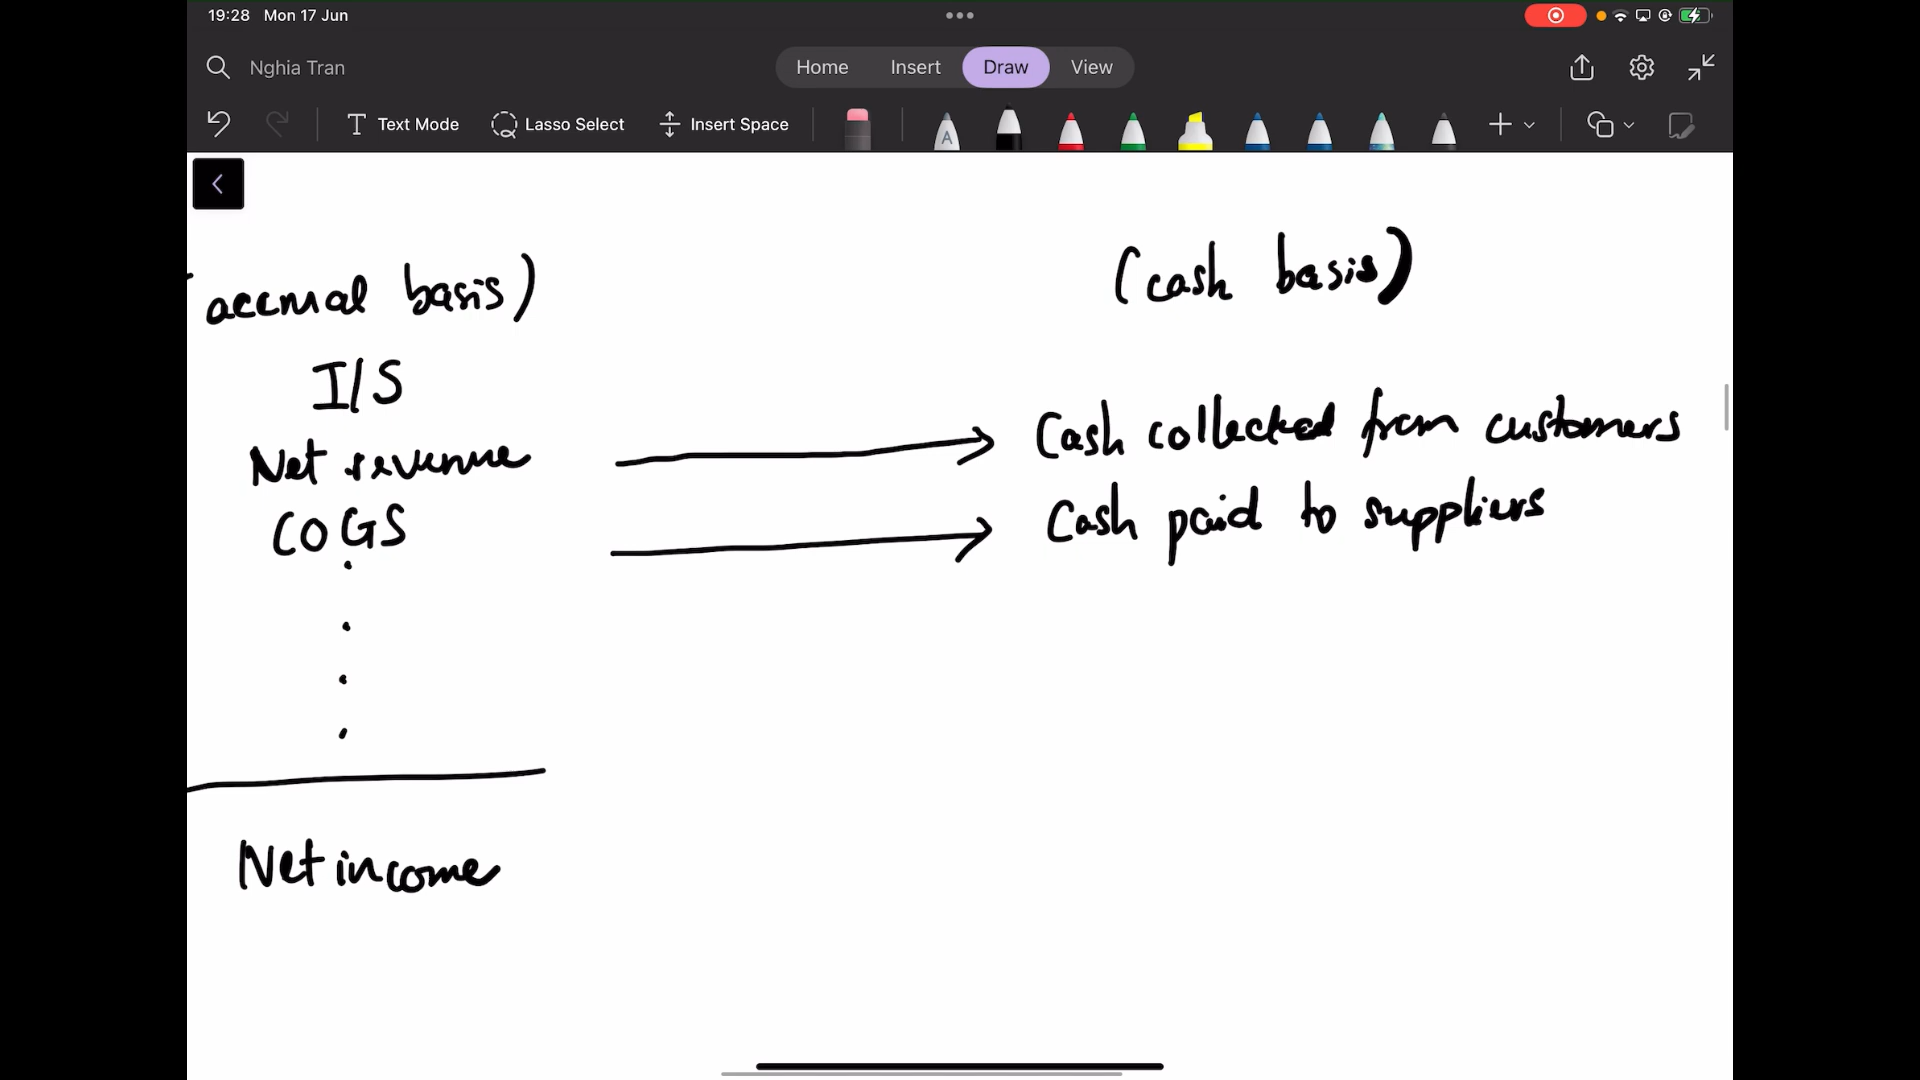 19:28 Mon 17 Jun
Nghia Tran
Home Insert Draw View
Text Mode Lasso Select Insert Space A
(accrual basis) (cash basis)
I/S
Net revenue Cash collected from customers
COGS Cash paid to suppliers
Net income